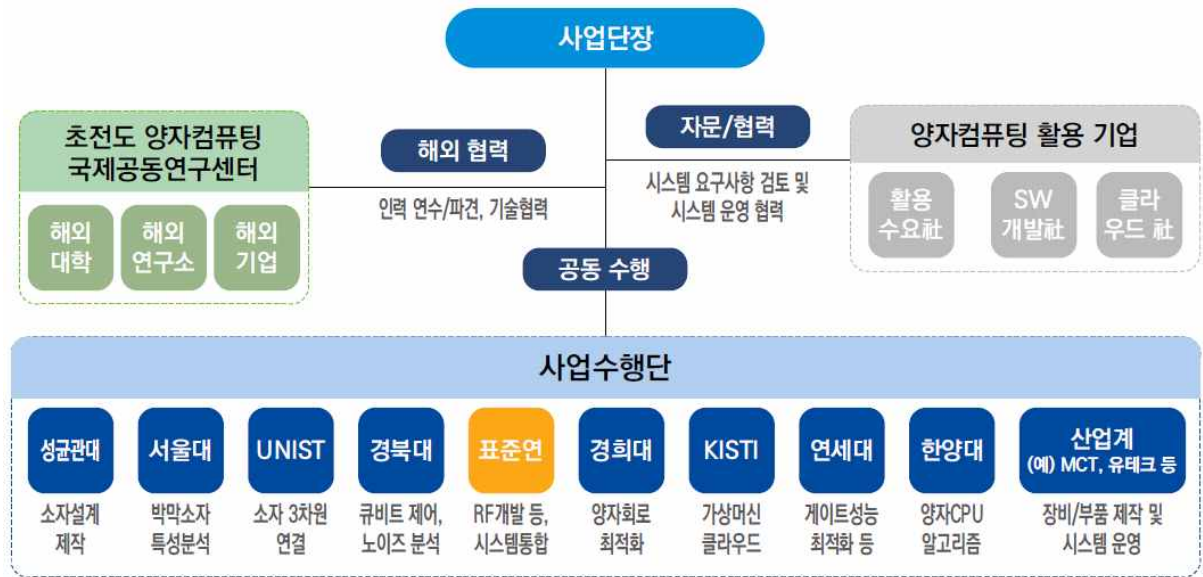 사업단장
초전도 양자컴퓨팅
국제공동연구센터
해외
대학
해외
연구소
해외
기업
해외 협력
인력 연수/파견, 기술협력
자문/협력
시스템 요구사항 검토 및
시스템 운영 협력
양자컴퓨팅 활용 기업
활용
수요社
SW
개발社
클라
우드 社
공동 수행
사업수행단
성균관대
소자설계
제작
서울대
박막소자
특성분석
UNIST
소자 3차원
연결
경북대
큐비트 제어,
노이즈 분석
표준연
RF개발 등,
시스템통합
경희대
양자회로
최적화
KISTI
가상머신
클라우드
연세대
게이트성능
최적화 등
한양대
양자CPU
알고리즘
산업계
(예) MCT, 유테크 등
장비/부품 제작 및
시스템 운영